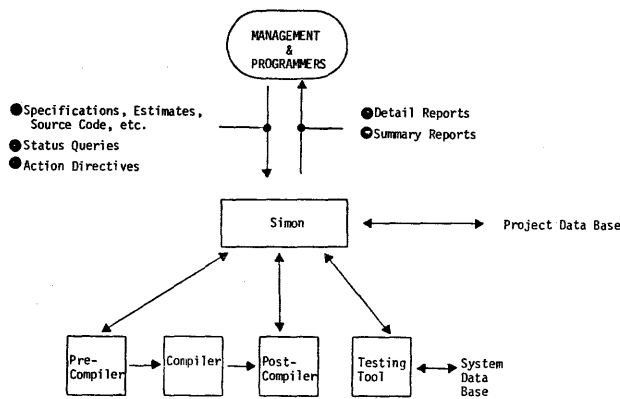 MANAGEMENT
&
PROGRAMMERS
Specifications, Estimates,
Source Code, etc.
Status Queries
Action Directives
Detail Reports
Summary Reports
Simon
Project Data Base
Pre-
Compiler
Compiler
Post-
Compiler
Testing
Tool
System
Data
Base